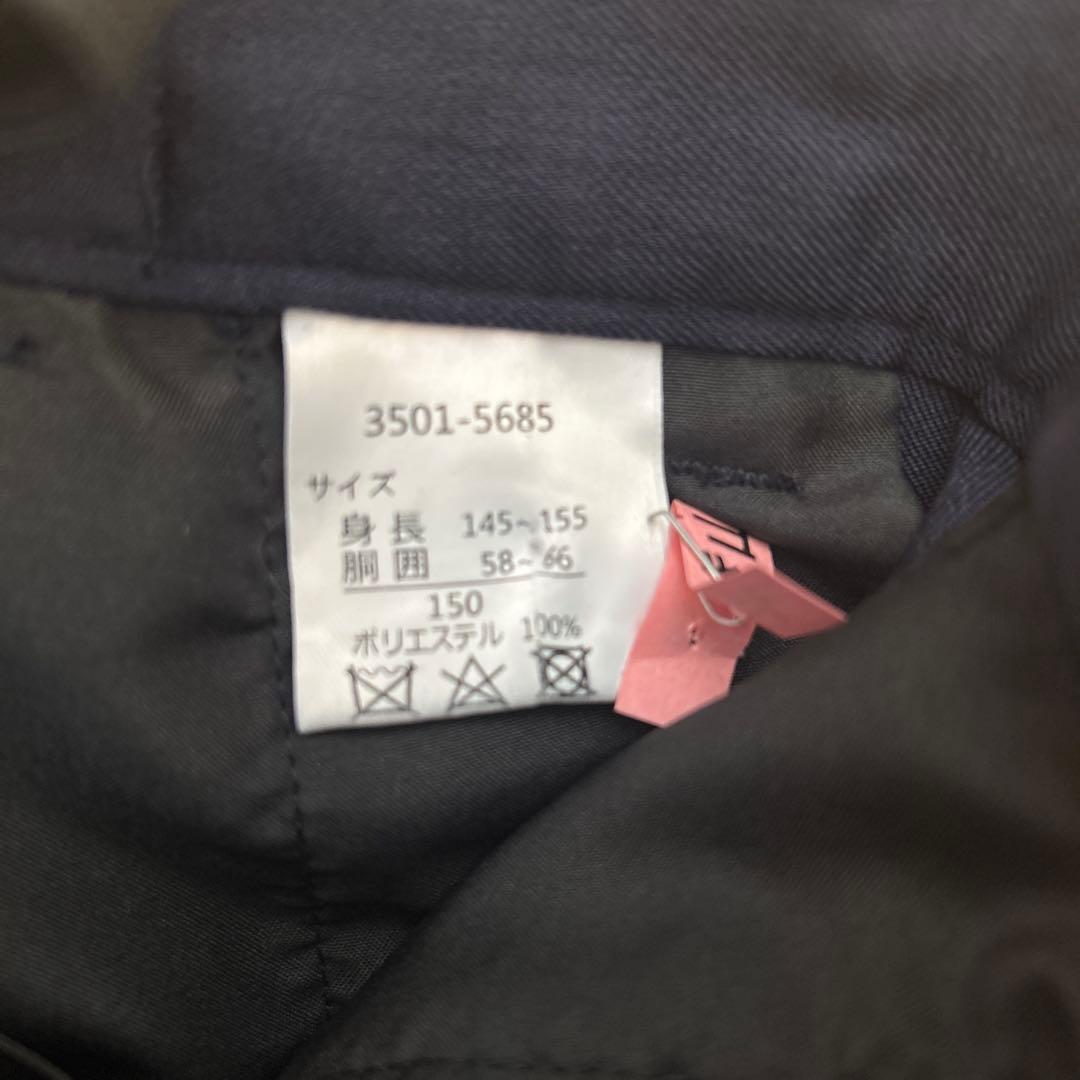 3501-5685
サイズ
身長 145~155
胴囲 58~66
150
ポリエステル 100%